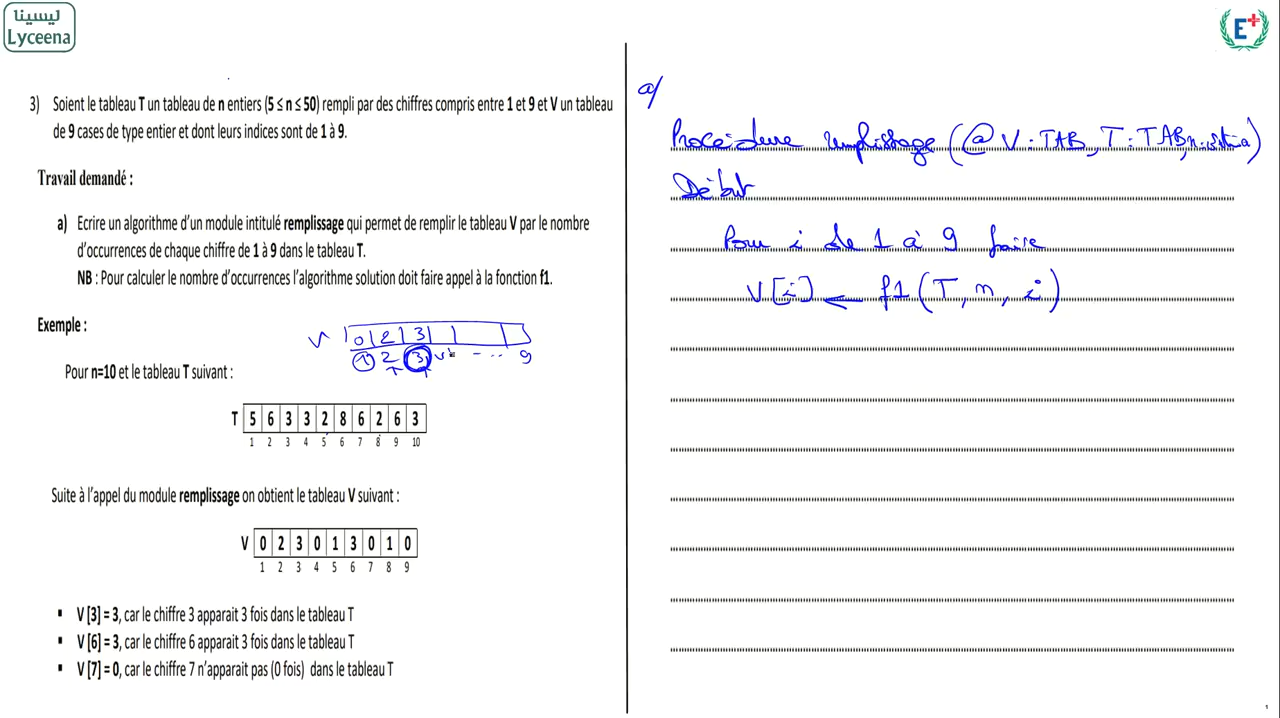 ليسينا
Lyceena
E+
3) Soient le tableau T un tableau de n entiers (5 ≤ n ≤ 50) rempli par des chiffres compris entre 1 et 9 et V un tableau
de 9 cases de type entier et dont leurs indices sont de 1 à 9.
Travail demandé :
a) Ecrire un algorithme d'un module intitulé remplissage qui permet de remplir le tableau V par le nombre
d'occurrences de chaque chiffre de 1 à 9 dans le tableau T.
NB : Pour calculer le nombre d'occurrences l'algorithme solution doit faire appel à la fonction f1.
Exemple :
V 0 2 3
1 2 3 - ... 9
Pour n=10 et le tableau T suivant :
T 5 6 3 3 2 8 6 2 6 3
1 2 3 4 5 6 7 8 9 10
Suite à l'appel du module remplissage on obtient le tableau V suivant :
V 0 2 3 0 1 3 0 1 0
1 2 3 4 5 6 7 8 9
▪ V [3] = 3, car le chiffre 3 apparait 3 fois dans le tableau T
▪ V [6] = 3, car le chiffre 6 apparait 3 fois dans le tableau T
▪ V [7] = 0, car le chiffre 7 n'apparait pas (0 fois) dans le tableau T
a/
Procédure remplissage (@ V : TAB, T : TAB, n :
Début
Pour i de 1 à 9 faire
V[i] ← f1 (T, n, i)